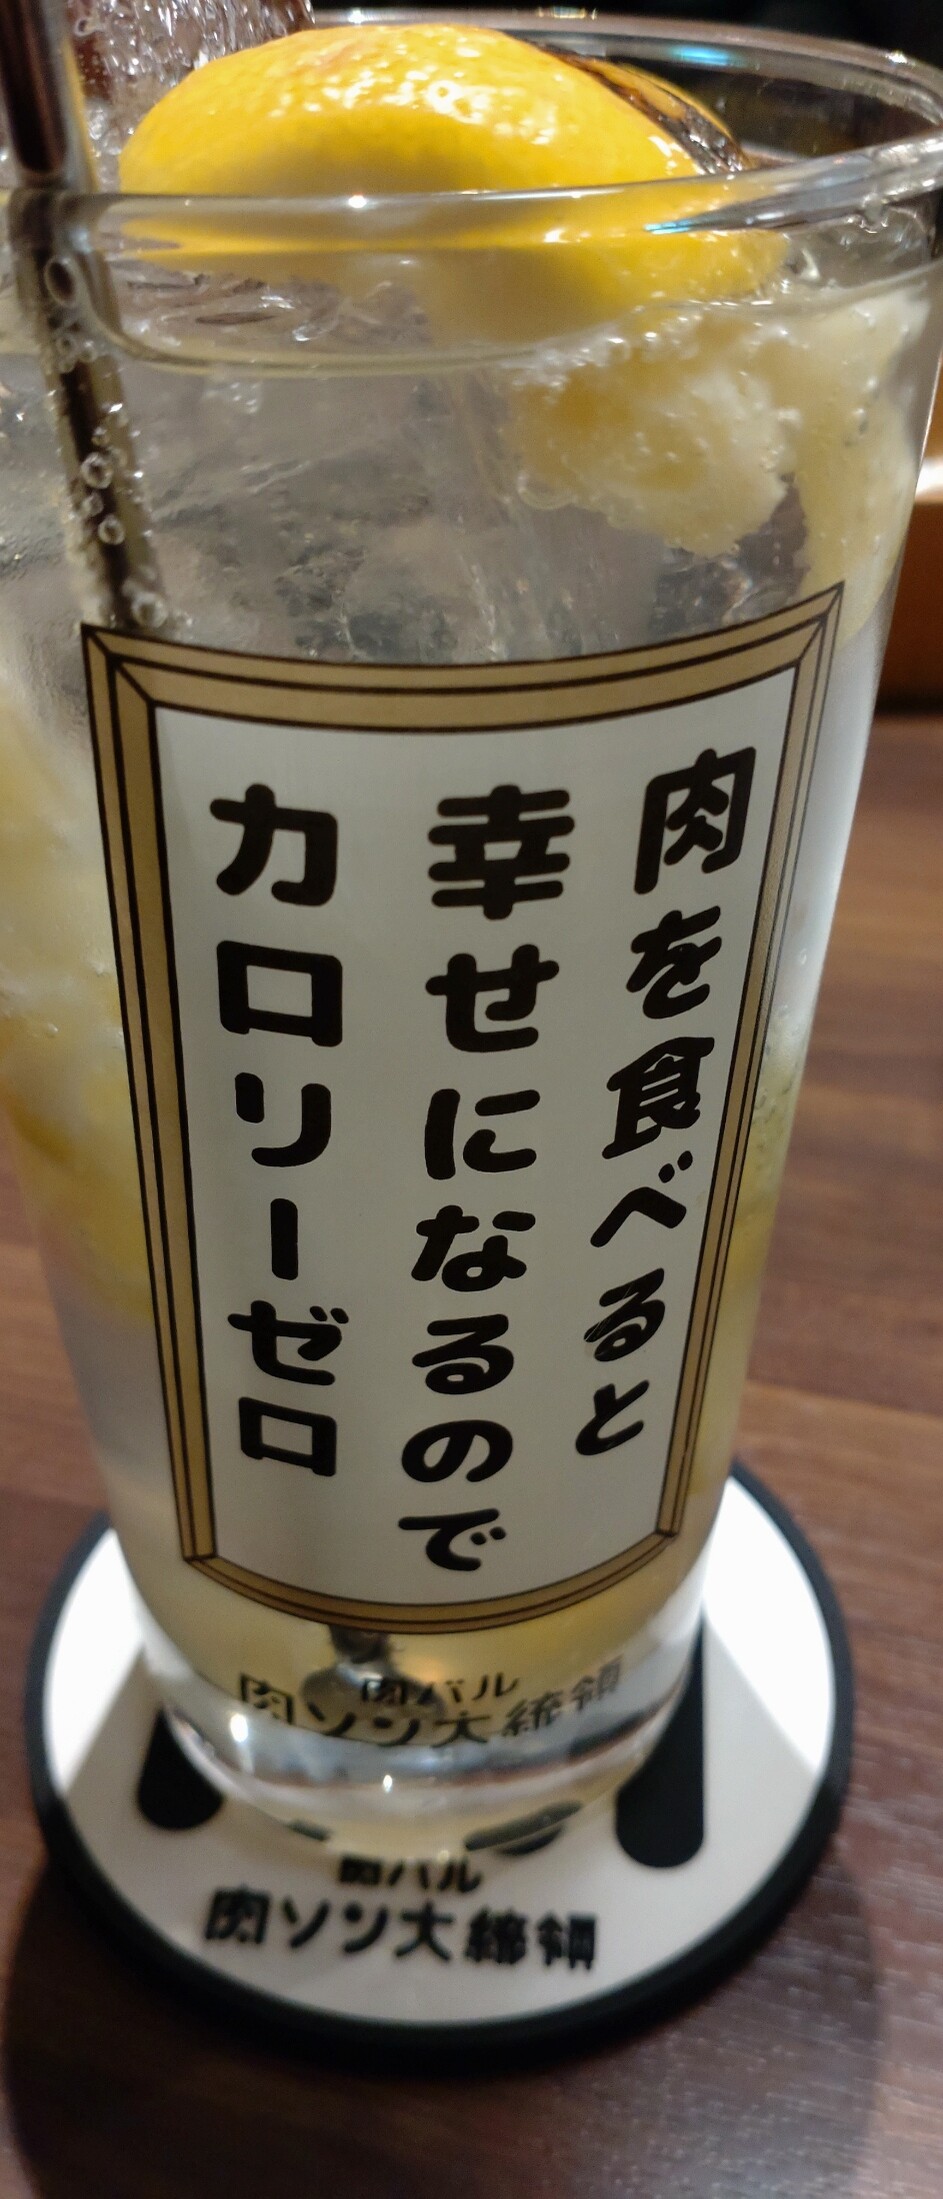 肉を食べると
幸せになるので
カロリーゼロ
肉バル
肉ソン大統領
肉バル
肉ソン大統領